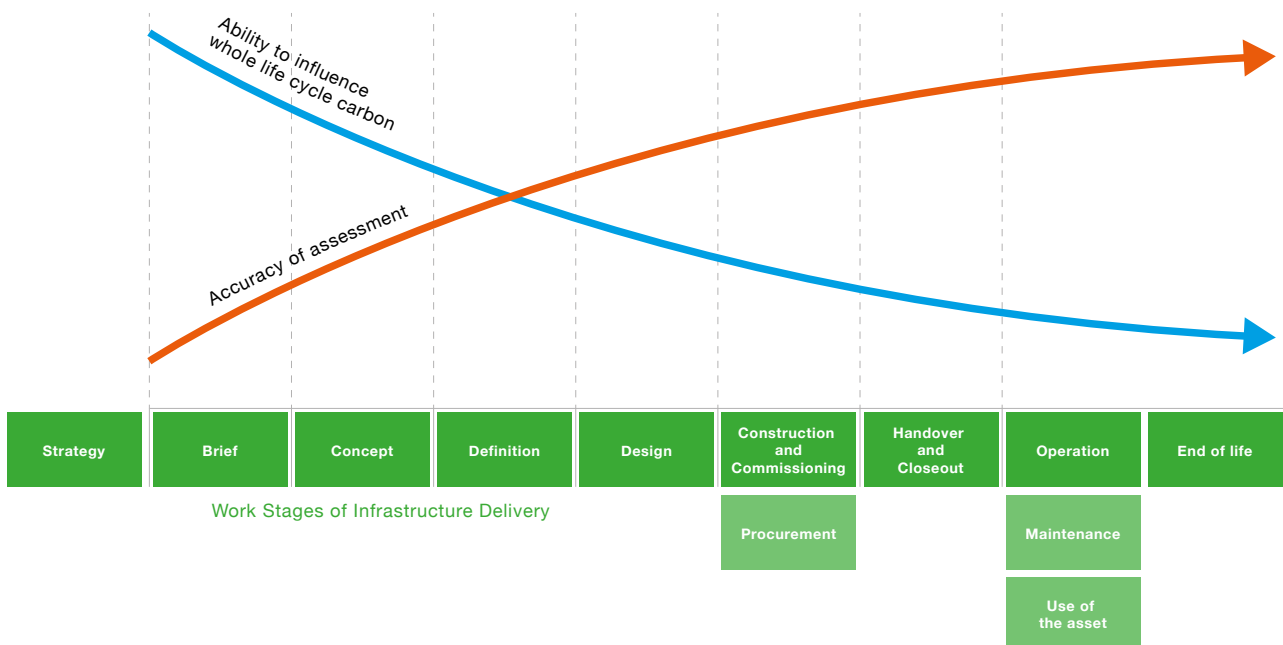 Ability to influence
whole life cycle carbon
Accuracy of assessment
Strategy
Brief
Concept
Definition
Design
Construction
and
Commissioning
Handover
and
Closeout
Operation
End of life
Work Stages of Infrastructure Delivery
Procurement
Maintenance
Use of
the asset